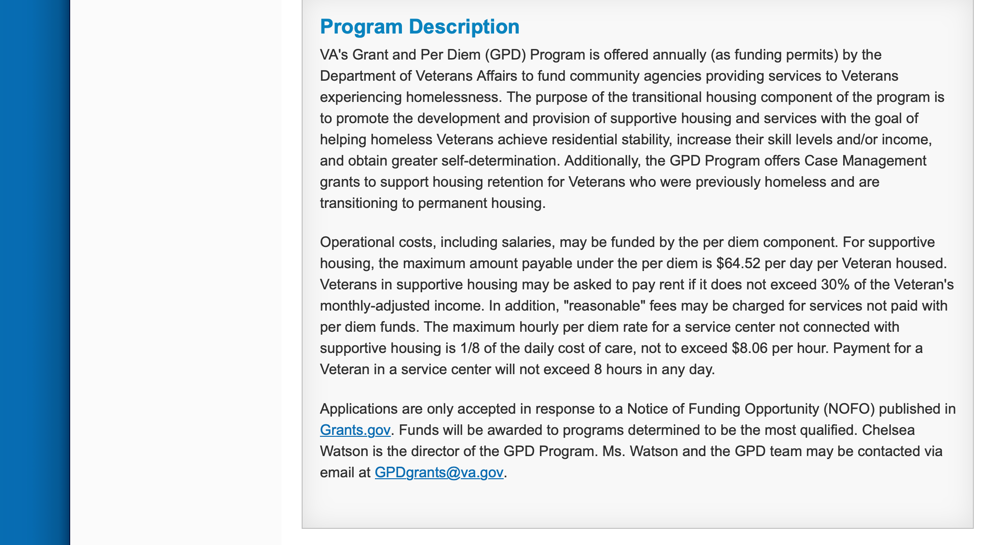 Program Description
VA's Grant and Per Diem (GPD) Program is offered annually (as funding permits) by the
Department of Veterans Affairs to fund community agencies providing services to Veterans
experiencing homelessness. The purpose of the transitional housing component of the program is
to promote the development and provision of supportive housing and services with the goal of
helping homeless Veterans achieve residential stability, increase their skill levels and/or income,
and obtain greater self-determination. Additionally, the GPD Program offers Case Management
grants to support housing retention for Veterans who were previously homeless and are
transitioning to permanent housing.
Operational costs, including salaries, may be funded by the per diem component. For supportive
housing, the maximum amount payable under the per diem is $64.52 per day per Veteran housed.
Veterans in supportive housing may be asked to pay rent if it does not exceed 30% of the Veteran's
monthly-adjusted income. In addition, "reasonable" fees may be charged for services not paid with
per diem funds. The maximum hourly per diem rate for a service center not connected with
supportive housing is 1/8 of the daily cost of care, not to exceed $8.06 per hour. Payment for a
Veteran in a service center will not exceed 8 hours in any day.
Applications are only accepted in response to a Notice of Funding Opportunity (NOFO) published in
Grants.gov. Funds will be awarded to programs determined to be the most qualified. Chelsea
Watson is the director of the GPD Program. Ms. Watson and the GPD team may be contacted via
email at GPDgrants@va.gov.